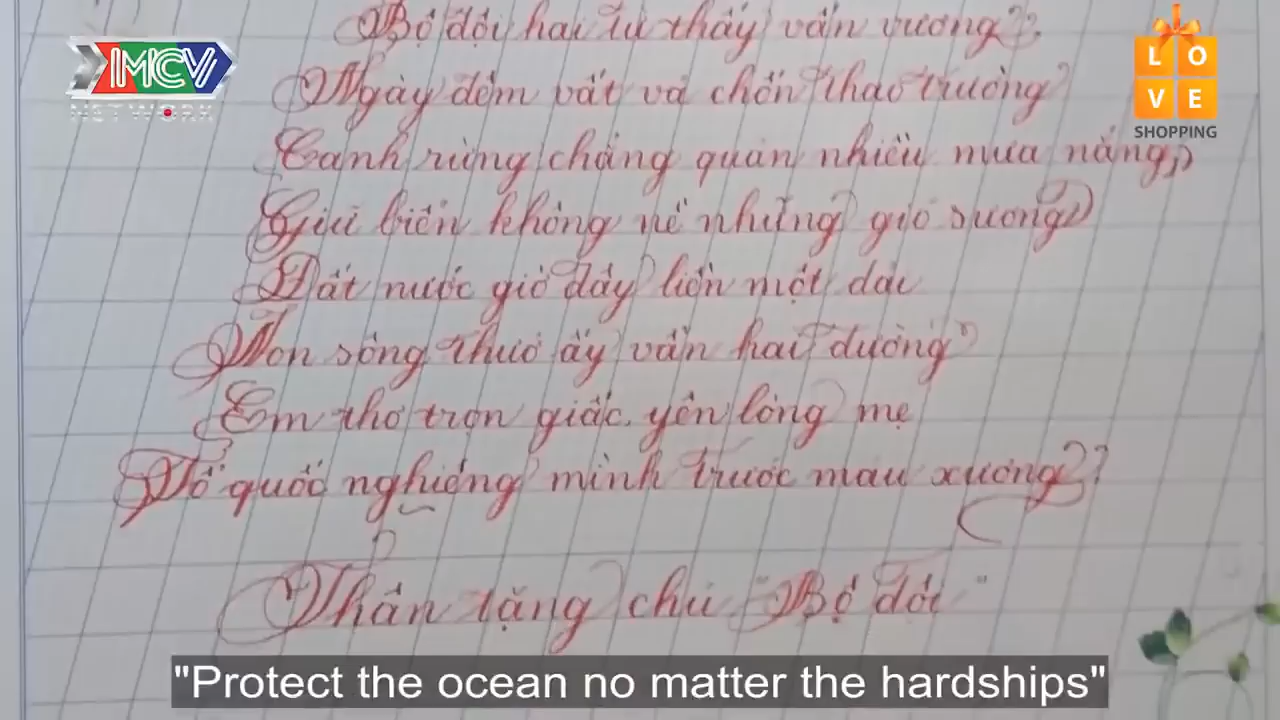 Bộ đội hai từ thấy vấn vương
MCV
NETWORK
LOVE
SHOPPING
Ngày đêm vất vả chốn thao trường
Canh rừng chẳng quản nhiều mưa nắng
Giữ biển không nề những gió sương
Đất nước giờ đây liền một dải
Non sông thuở ấy vẫn hai đường
Em thơ tròn giấc, yên lòng mẹ
Tổ quốc nghiêng mình trước máu xương
Thân tặng chú "Bộ đội"
"Protect the ocean no matter the hardships"